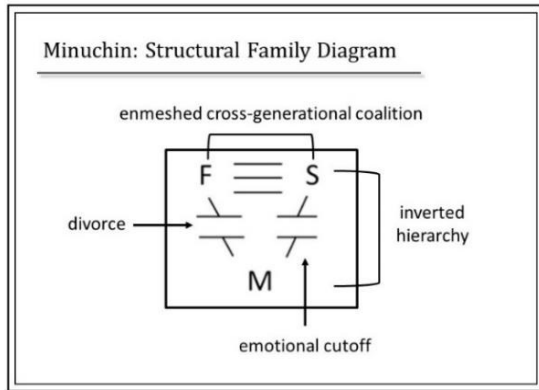 Minuchin: Structural Family Diagram
enmeshed cross-generational coalition
F S
divorce
inverted
hierarchy
M
emotional cutoff